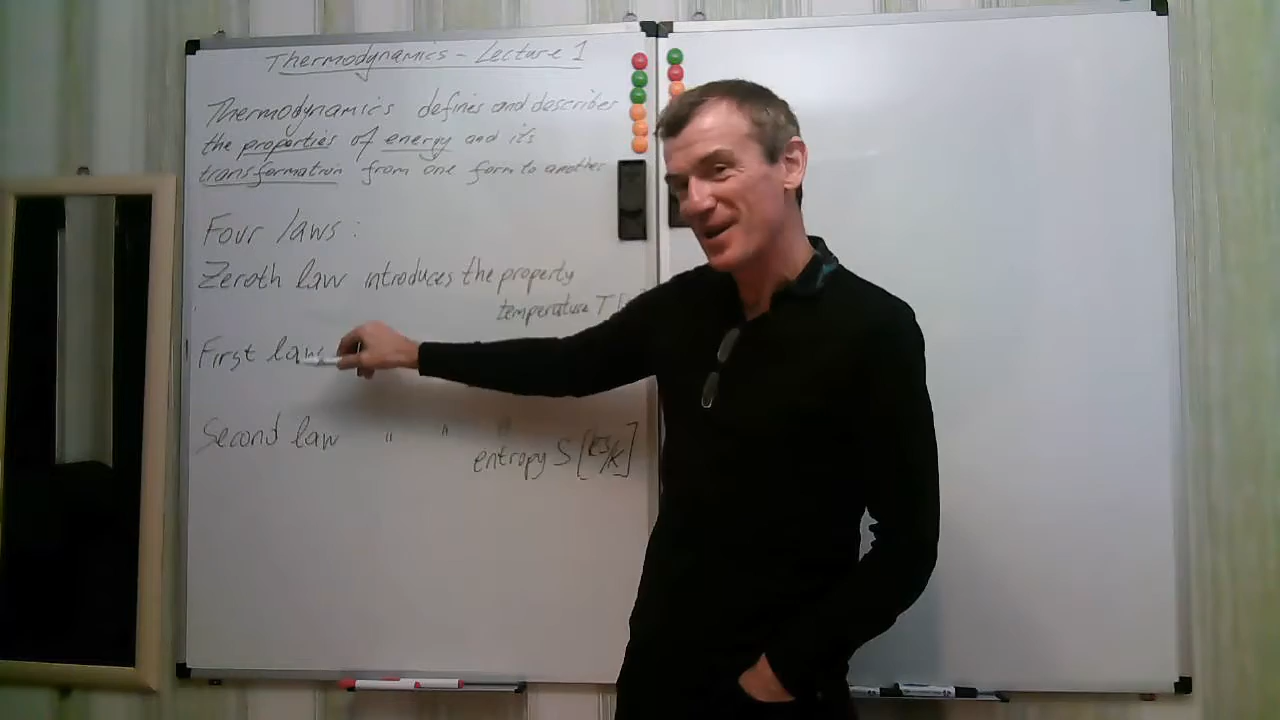 Thermodynamics - Lecture 1
Thermodynamics defines and describes
the properties of energy and its
transformation from one form to another
Four laws:
Zeroth law introduces the property
temperature T [
First law
Second law " " "
entropy S [kJ/K]